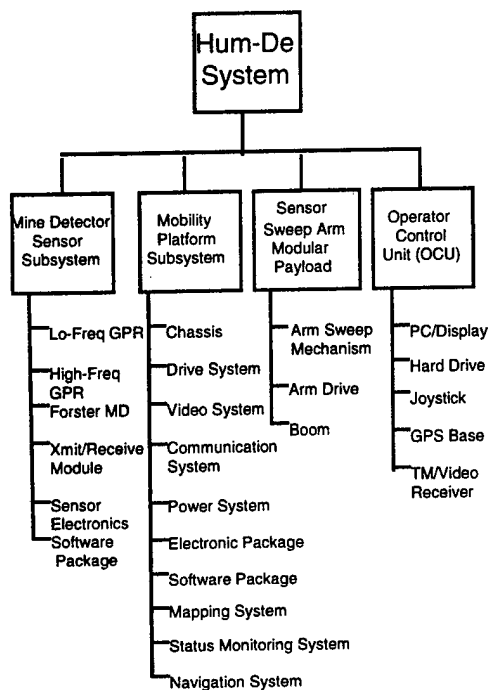 Hum-De
System
Mine Detector
Sensor
Subsystem
Lo-Freq GPR
High-Freq
GPR
Forster MD
Xmit/Receive
Module
Sensor
Electronics
Software
Package
Mobility
Platform
Subsystem
Chassis
Drive System
Video System
Communication
System
Power System
Electronic Package
Software Package
Mapping System
Status Monitoring System
Navigation System
Sensor
Sweep Arm
Modular
Payload
Arm Sweep
Mechanism
Arm Drive
Boom
Operator
Control
Unit (OCU)
PC/Display
Hard Drive
Joystick
GPS Base
TM/Video
Receiver